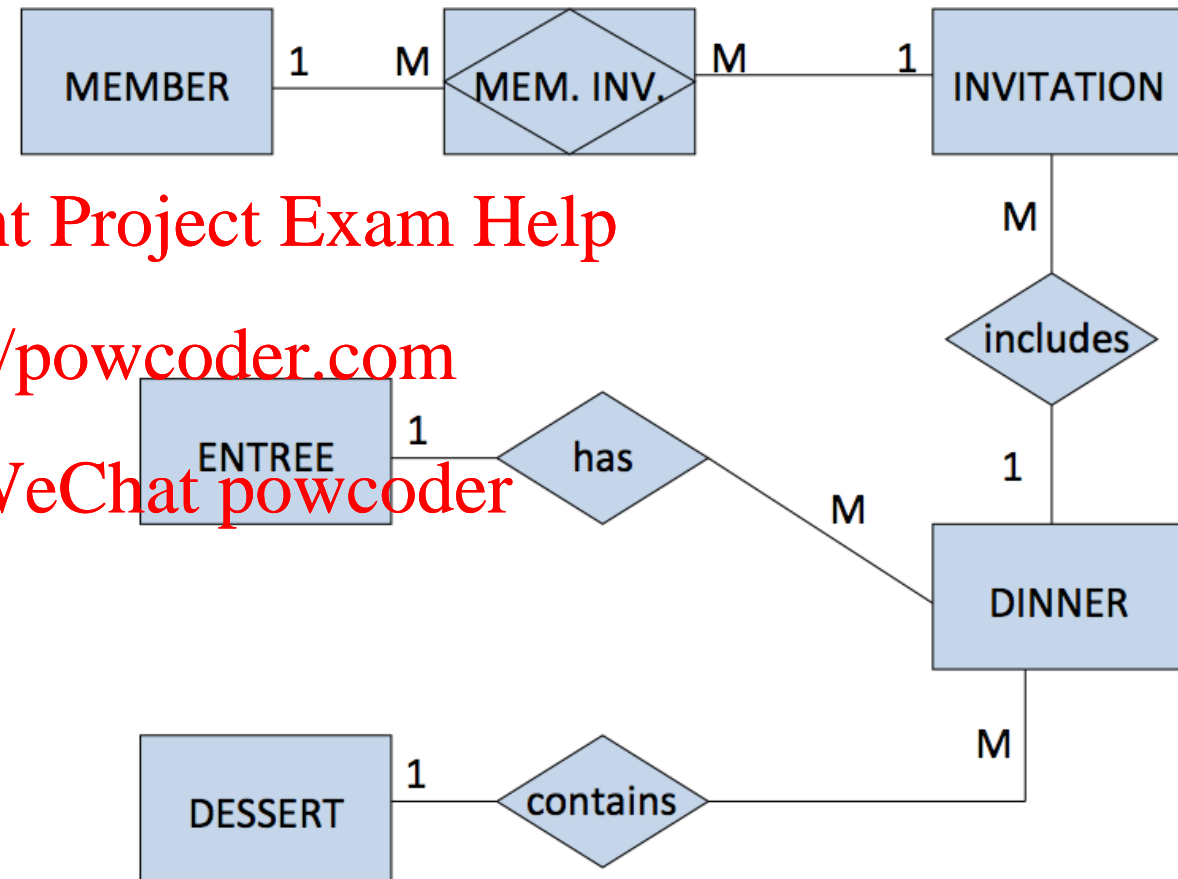 MEMBER 1 M MEM. INV. M 1 INVITATION
M
nt Project Exam Help
includes
/powcoder.com
1
ENTREE has
1
WeChat powcoder
M
DINNER
M
1
DESSERT contains